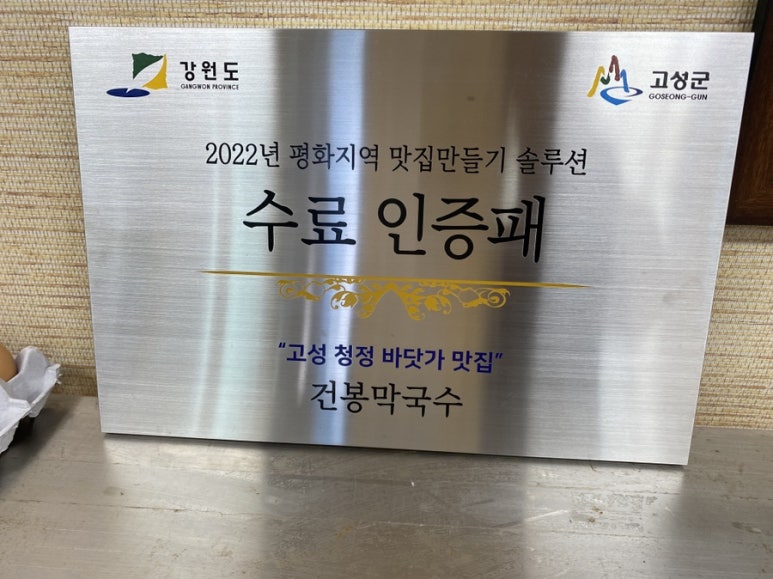 강원도
GANGWON PROVINCE
고성군
GOSEONG-GUN
2022년 평화지역 맛집만들기 솔루션
수료 인증패
"고성 청정 바닷가 맛집"
건봉막국수